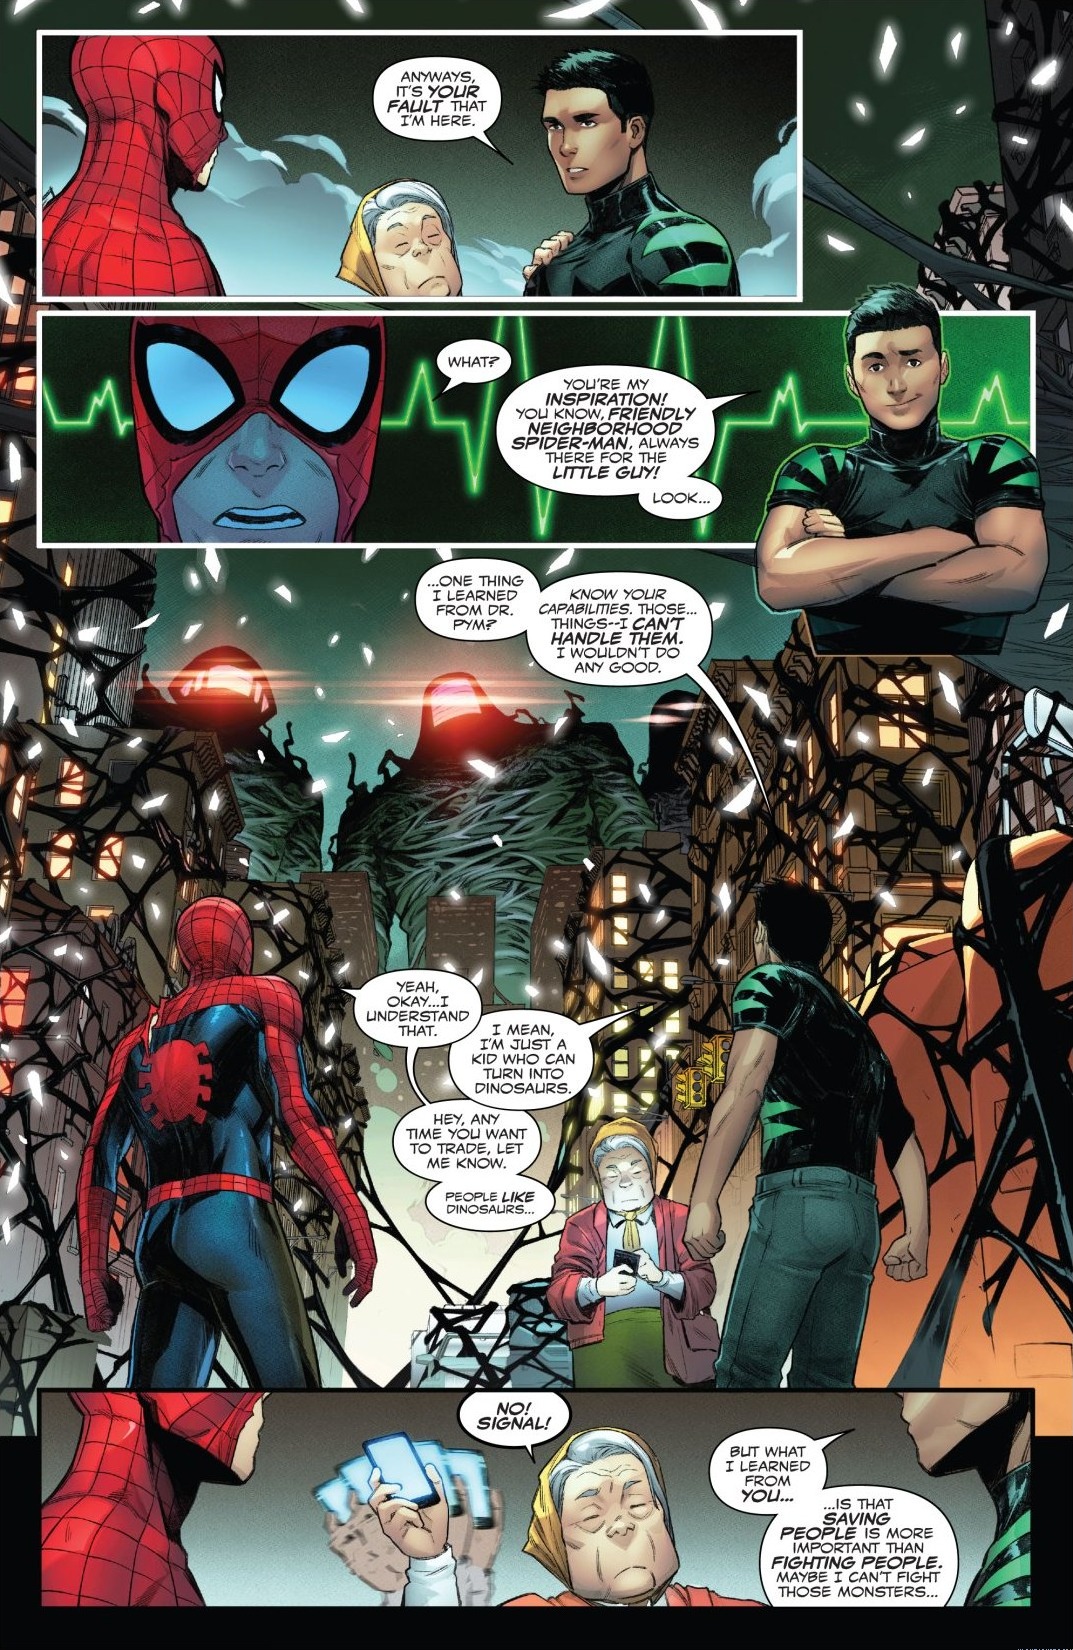 ANYWAYS,
IT'S YOUR
FAULT THAT
I'M HERE.
WHAT?
YOU'RE MY
INSPIRATION!
YOU KNOW, FRIENDLY
NEIGHBORHOOD
SPIDER-MAN, ALWAYS
THERE FOR THE
LITTLE GUY!
LOOK...
...ONE THING
I LEARNED
FROM DR.
PYM?
KNOW YOUR
CAPABILITIES. THOSE...
THINGS--I CAN'T
HANDLE THEM.
I WOULDN'T DO
ANY GOOD.
YEAH,
OKAY...I
UNDERSTAND
THAT.
I MEAN,
I'M JUST A
KID WHO CAN
TURN INTO
DINOSAURS.
HEY, ANY
TIME YOU WANT
TO TRADE, LET
ME KNOW.
PEOPLE LIKE
DINOSAURS...
NO!
SIGNAL!
BUT WHAT
I LEARNED
FROM
YOU...
...IS THAT
SAVING
PEOPLE IS MORE
IMPORTANT THAN
FIGHTING PEOPLE.
MAYBE I CAN'T FIGHT
THOSE MONSTERS...